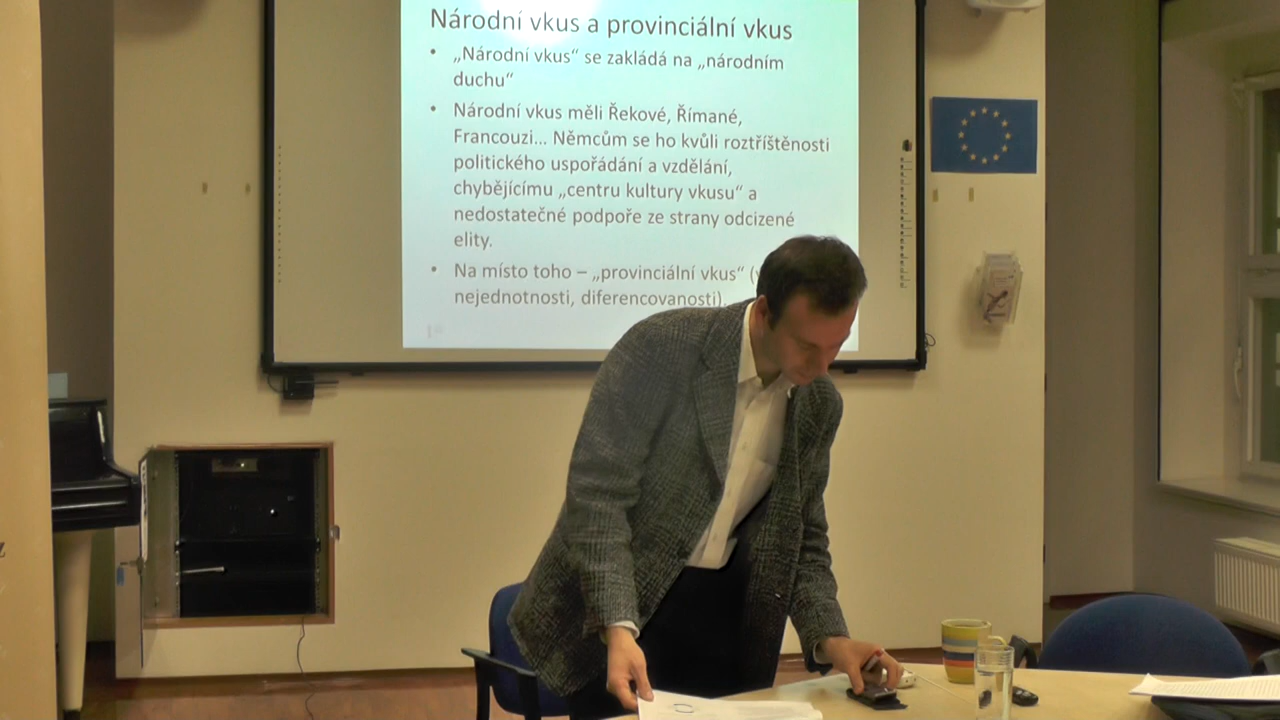 Národní vkus a provinciální vkus
• „Národní vkus“ se zakládá na „národním
duchu“
• Národní vkus měli Řekové, Římané,
Francouzi... Němcům se ho kvůli roztříštěnosti
politického uspořádání a vzdělání,
chybějícímu „centru kultury vkusu“ a
nedostatečné podpoře ze strany odcizené
elity.
• Na místo toho – „provinciální vkus“ (
nejednotnosti, diferencovanosti).